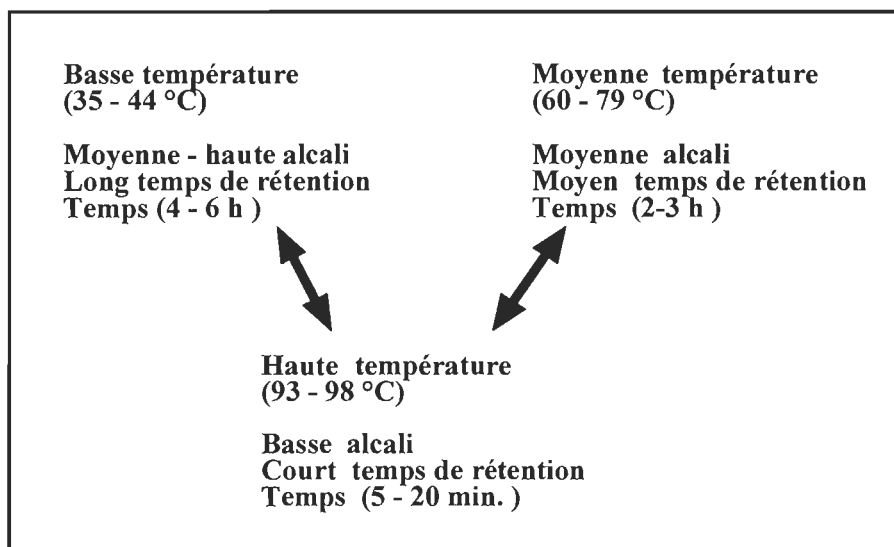 Basse température
(35 - 44 °C)
Moyenne - haute alcali
Long temps de rétention
Temps (4 - 6 h )
Moyenne température
(60 - 79 °C)
Moyenne alcali
Moyen temps de rétention
Temps (2-3 h )
Haute température
(93 - 98 °C)
Basse alcali
Court temps de rétention
Temps (5 - 20 min. )